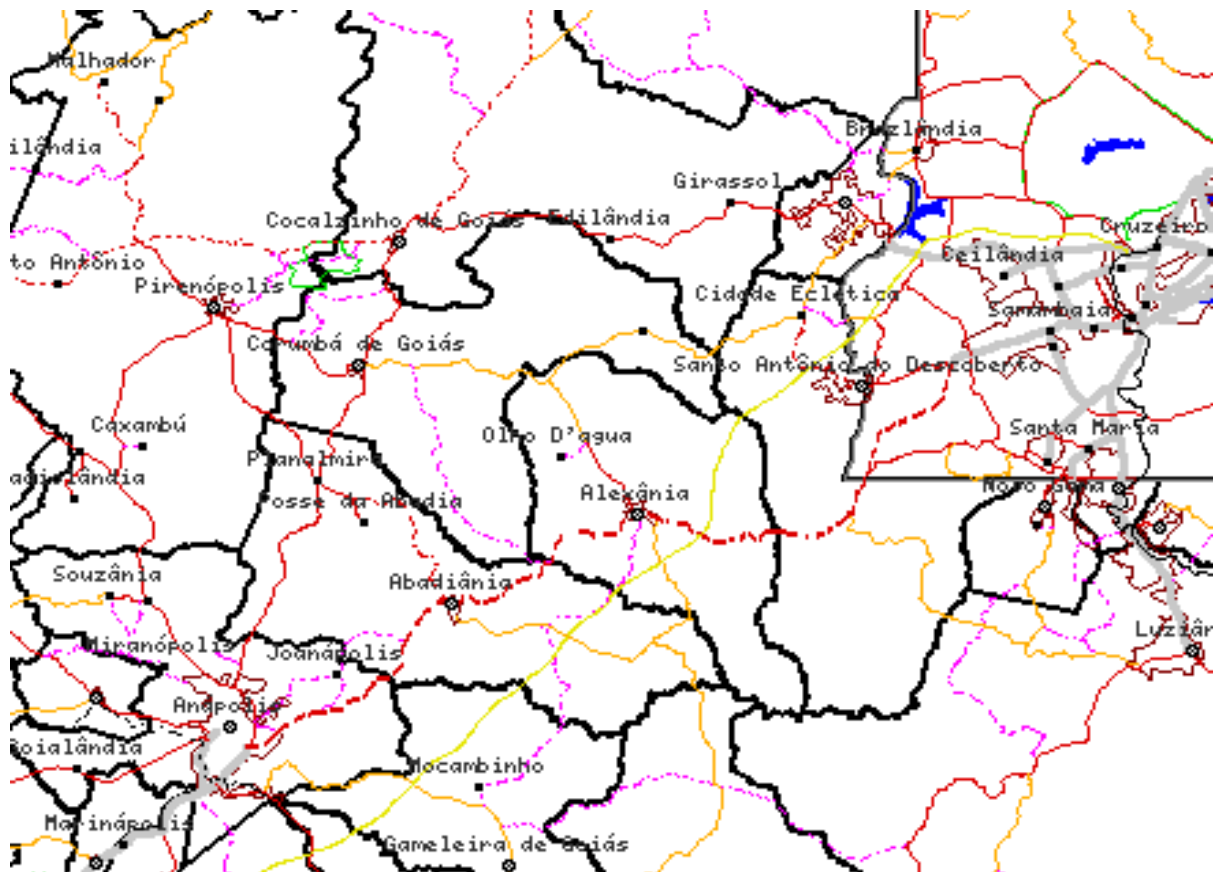 Malhador
ilândia
Brazlândia
Girassol
Cocalzinho de Goiás
Edilândia
Cruzeiro
to Antônio
Ceilândia
Pirenópolis
Cidade Eclética
Samambaia
Corumbá de Goiás
Santo Antônio do Descoberto
Caxambú
Olho D'agua
Santa Maria
Planalmira
Alexânia
Novo Gama
Posse da Abadia
Souzânia
Abadiânia
Luziân
Miranópolis
Joanápolis
Anápolis
Goialândia
Mocambinho
Marinápolis
Gameleira de Goiás